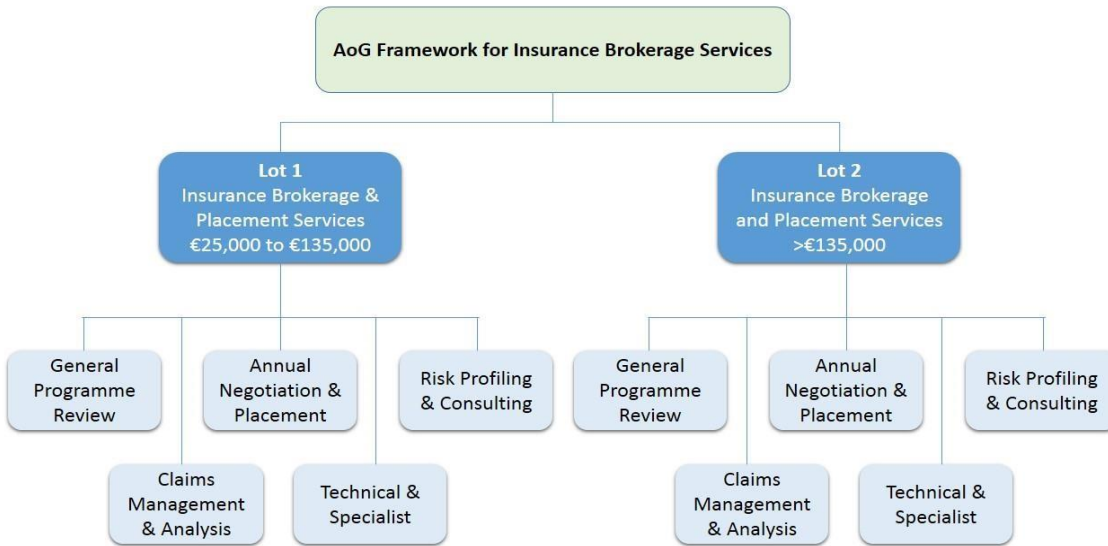 AoG Framework for Insurance Brokerage Services
Lot 1
Insurance Brokerage &
Placement Services
€25,000 to €135,000
Lot 2
Insurance Brokerage
and Placement Services
>€135,000
General
Programme
Review
Annual
Negotiation &
Placement
Risk Profiling
& Consulting
Claims
Management
& Analysis
Technical &
Specialist
General
Programme
Review
Annual
Negotiation &
Placement
Risk Profiling
& Consulting
Claims
Management
& Analysis
Technical &
Specialist